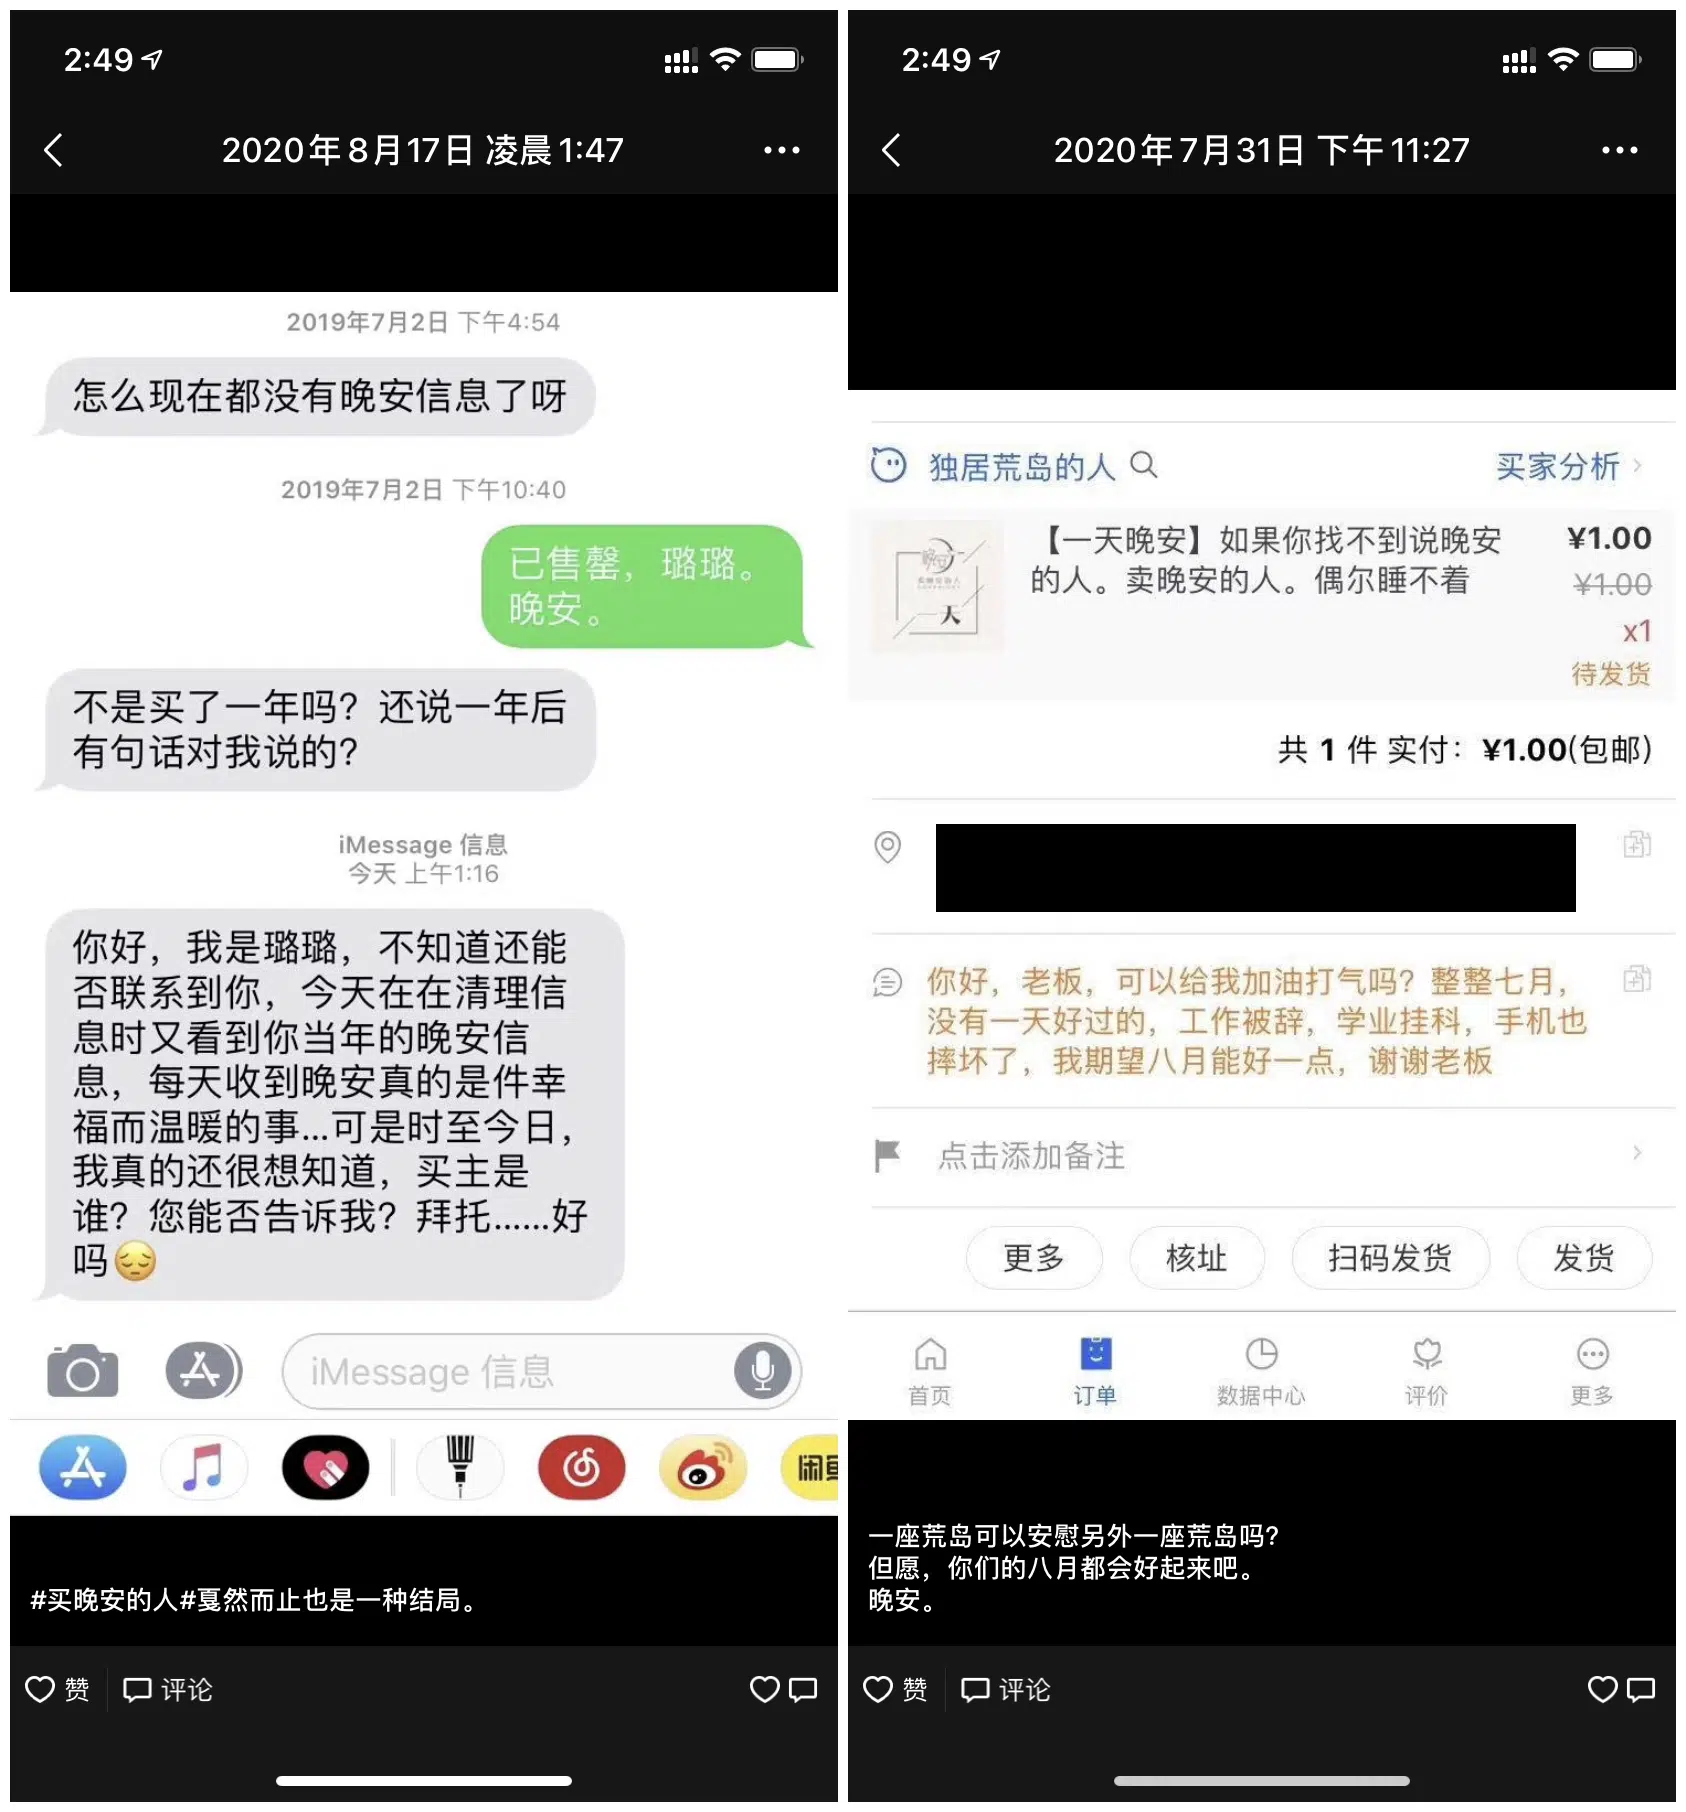 2:49
2020年8月17日 凌晨1:47
2019年7月2日 下午4:54
怎么现在都没有晚安信息了呀
2019年7月2日 下午10:40
已售罄，璐璐。
晚安。
不是买了一年吗？还说一年后
有句话对我说的？
iMessage 信息
今天 上午1:16
你好，我是璐璐，不知道还能
否联系到你，今天在在清理信
息时又看到你当年的晚安信
息，每天收到晚安真的是件幸
福而温暖的事...可是时至今日，
我真的还很想知道，买主是
谁？您能否告诉我？拜托......好
吗😔
iMessage 信息
闲鱼
#买晚安的人#戛然而止也是一种结局。
赞 评论
2:49
2020年7月31日 下午11:27
独居荒岛的人 买家分析
【一天晚安】如果你找不到说晚安
的人。卖晚安的人。偶尔睡不着
¥1.00
¥1.00
x1
待发货
晚安
一天
共 1 件 实付：¥1.00(包邮)
你好，老板，可以给我加油打气吗？整整七月，
没有一天好过的，工作被辞，学业挂科，手机也
摔坏了，我期望八月能好一点，谢谢老板
点击添加备注
更多 核址 扫码发货 发货
首页 订单 数据中心 评价 更多
一座荒岛可以安慰另外一座荒岛吗？
但愿，你们的八月都会好起来吧。
晚安。
赞 评论